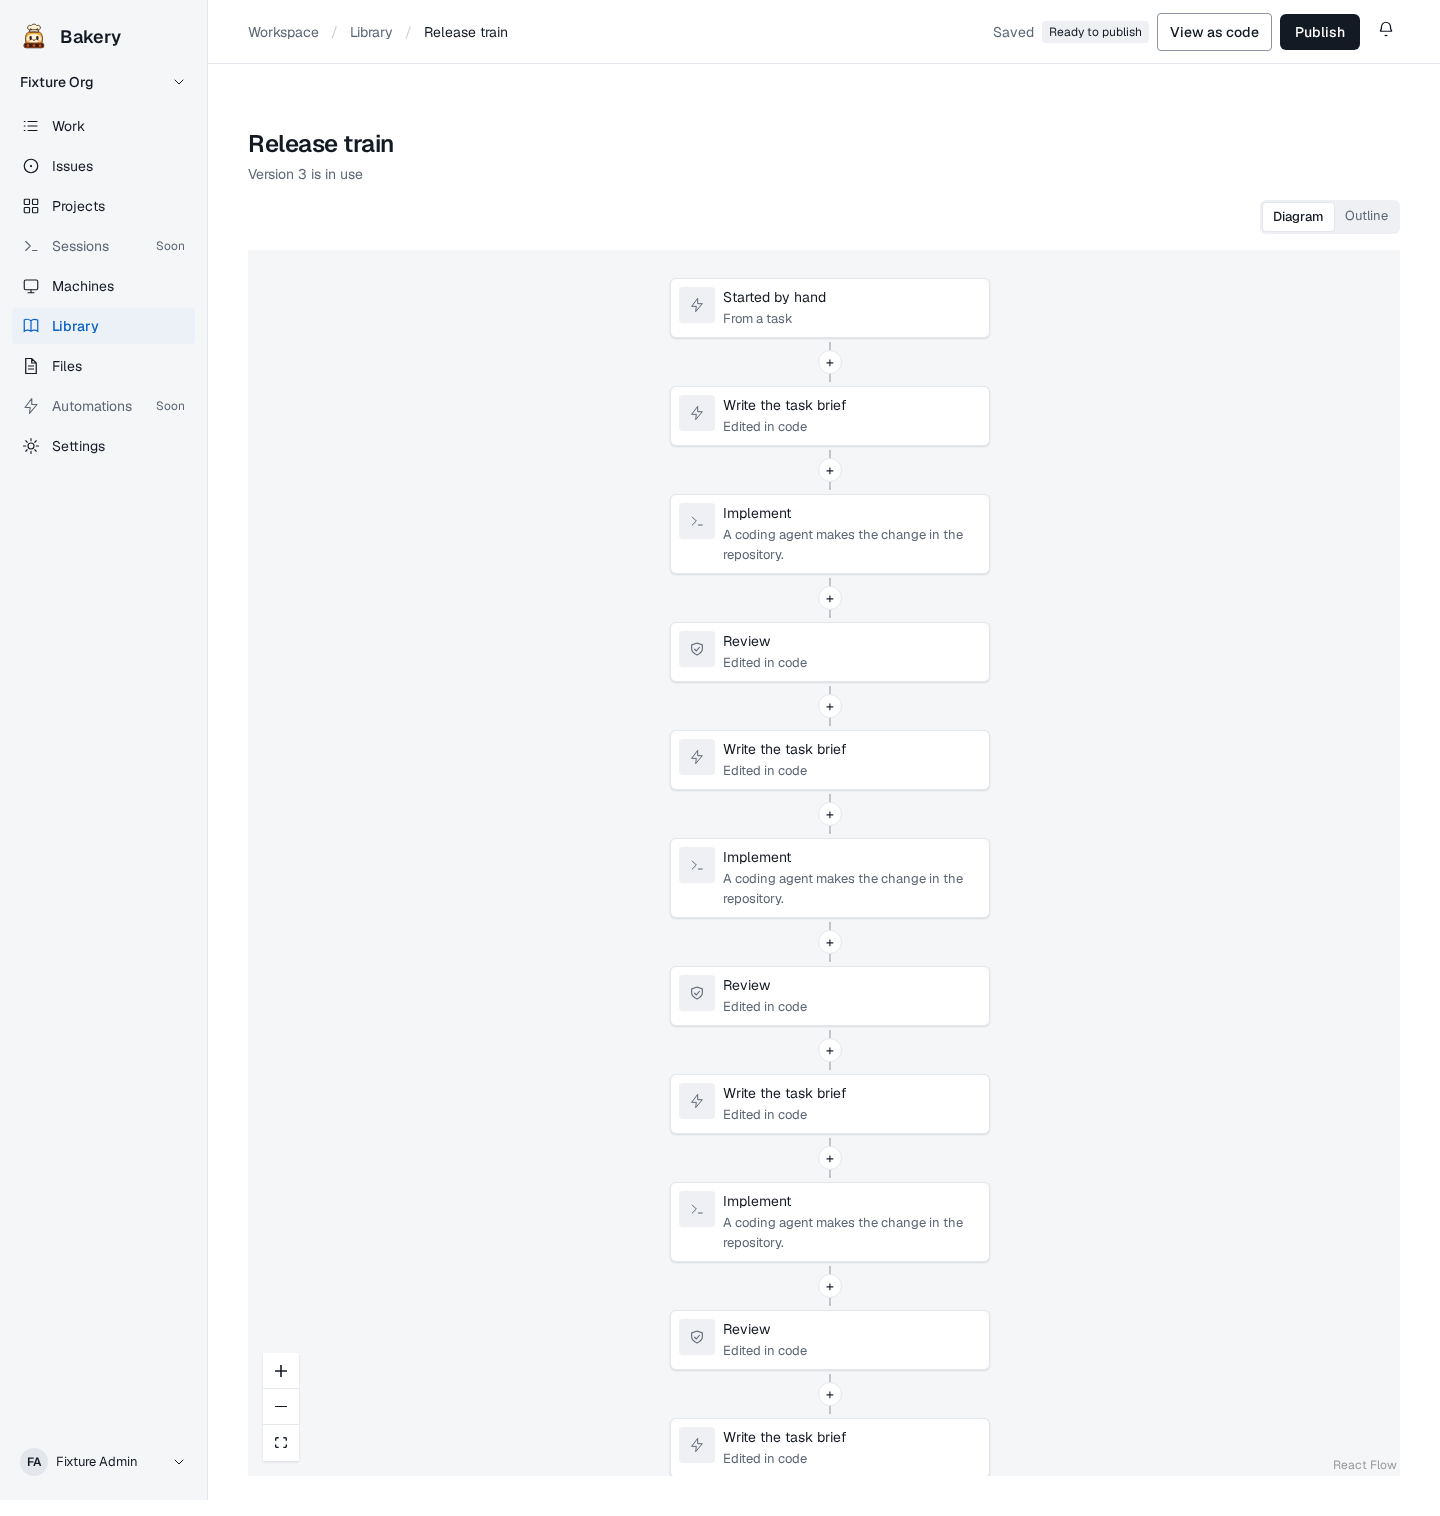 Bakery
Fixture Org
Work
Issues
Projects
Sessions Soon
Machines
Library
Files
Automations Soon
Settings
FA Fixture Admin
Workspace / Library / Release train
Saved Ready to publish View as code Publish
Release train
Version 3 is in use
Diagram Outline
Started by hand
From a task
+
Write the task brief
Edited in code
+
Implement
A coding agent makes the change in the
repository.
+
Review
Edited in code
+
Write the task brief
Edited in code
+
Implement
A coding agent makes the change in the
repository.
+
Review
Edited in code
+
Write the task brief
Edited in code
+
Implement
A coding agent makes the change in the
repository.
+
Review
Edited in code
+
Write the task brief
Edited in code
React Flow